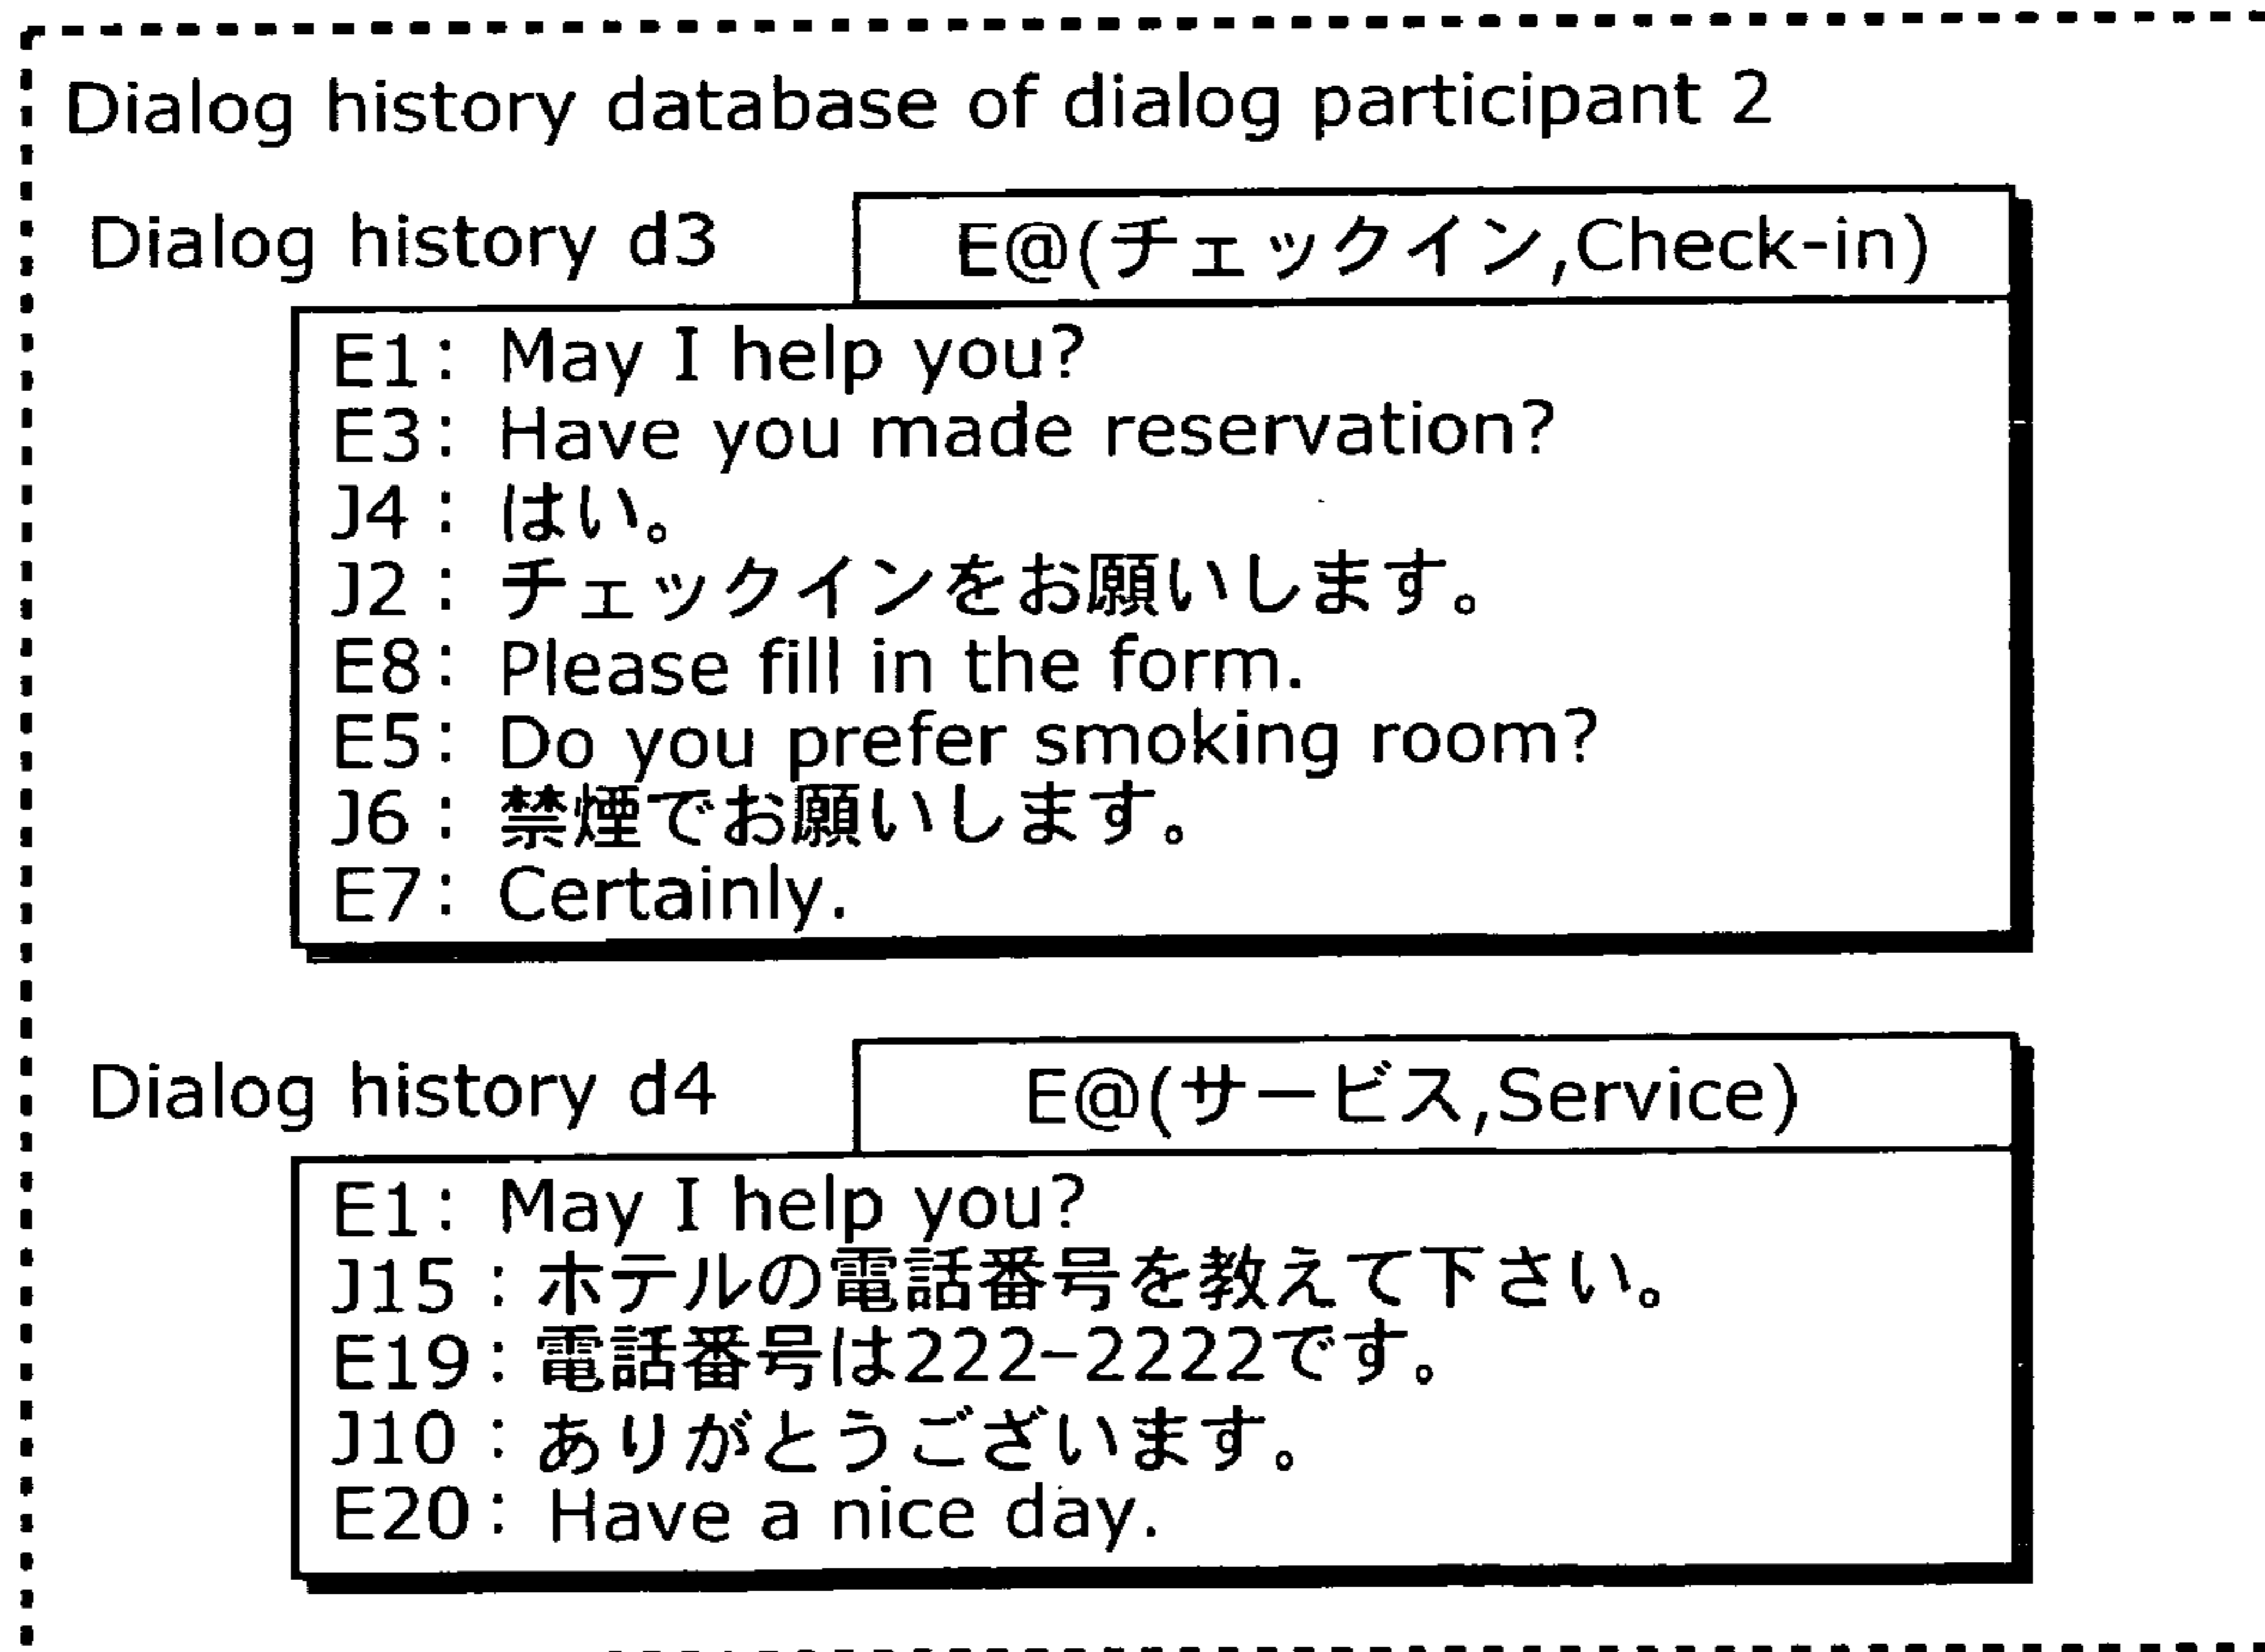 Dialog history database of dialog participant 2
Dialog history d3
E@(チェックイン,Check-in)
E1: May I help you?
E3: Have you made reservation?
J4: はい。
J2: チェックインをお願いします。
E8: Please fill in the form.
E5: Do you prefer smoking room?
J6: 禁煙でお願いします。
E7: Certainly.
Dialog history d4
E@(サービス,Service)
E1: May I help you?
J15:ホテルの電話番号を教えて下さい。
E19:電話番号は222-2222です。
J10:ありがとうございます。
E20: Have a nice day.